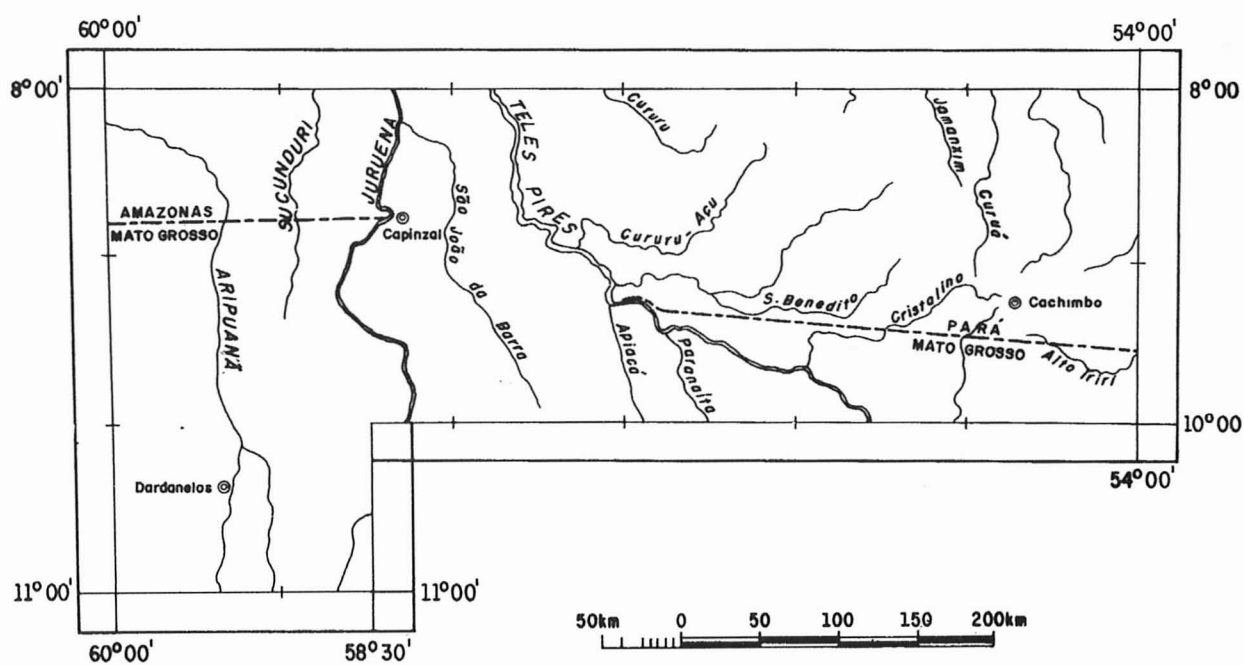 60°00'
54°00'
8°00'
8°00'
SUCUNDURI
JURUENA
TELES PIRES
Cururu
Jamanxim
São João da Barra
Cururu' Açu
Curuá
AMAZONAS
MATO GROSSO
Capinzal
ARIPUANÃ
S. Benedito
Cristalino
Cachimbo
PARÁ
MATO GROSSO
Apiacá
Paranaíta
Alto Iriri
10°00'
54°00'
Dardanelos
11°00'
11°00'
50km 0 50 100 150 200km
60°00'
58°30'